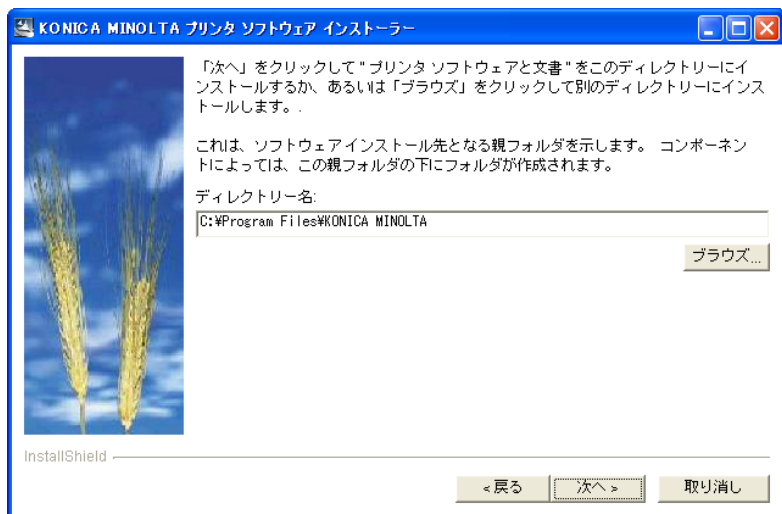 KONICA MINOLTA プリンタ ソフトウェア インストーラー
「次へ」をクリックして " プリンタ ソフトウェアと文書 " をこのディレクトリーにイ
ンストールするか、あるいは「ブラウズ」をクリックして別のディレクトリーにインス
トールします。.
これは、ソフトウェアインストール先となる親フォルダを示します。 コンポーネン
トによっては、この親フォルダの下にフォルダが作成されます。
ディレクトリー名:
C:¥Program Files¥KONICA MINOLTA
ブラウズ...
InstallShield
< 戻る
次へ >
取り消し